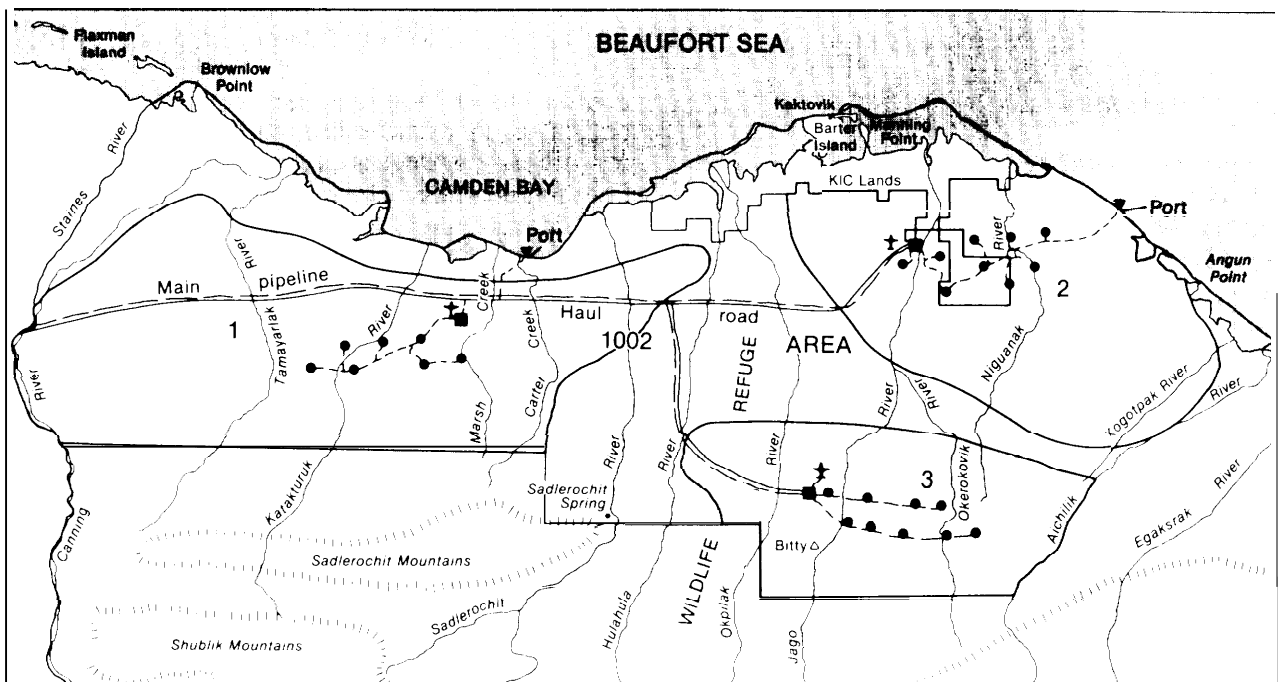 Flaxman
Island
BEAUFORT SEA
Brownlow
Point
Kaktovik
Barter
Island
Manning
Point
River
Staines
CAMDEN BAY
KIC Lands
Port
Port
River
Creek
River
Angun
Point
Main pipeline
River
Haul road
2
1
Tamayariak
Creek
1002
REFUGE
AREA
Niguanak
River
River
River
Kogotpak River
River
Marsh
Carter
Karakturuk
River
River
River
3
Okerokovik
River
Sadlerochit
Spring
Canning
Sadlerochit Mountains
Bitty
Aichilik
Egaksrak
WILDLIFE
Sadlerochit
Hulahula
Okpilak
Jago
Shublik Mountains